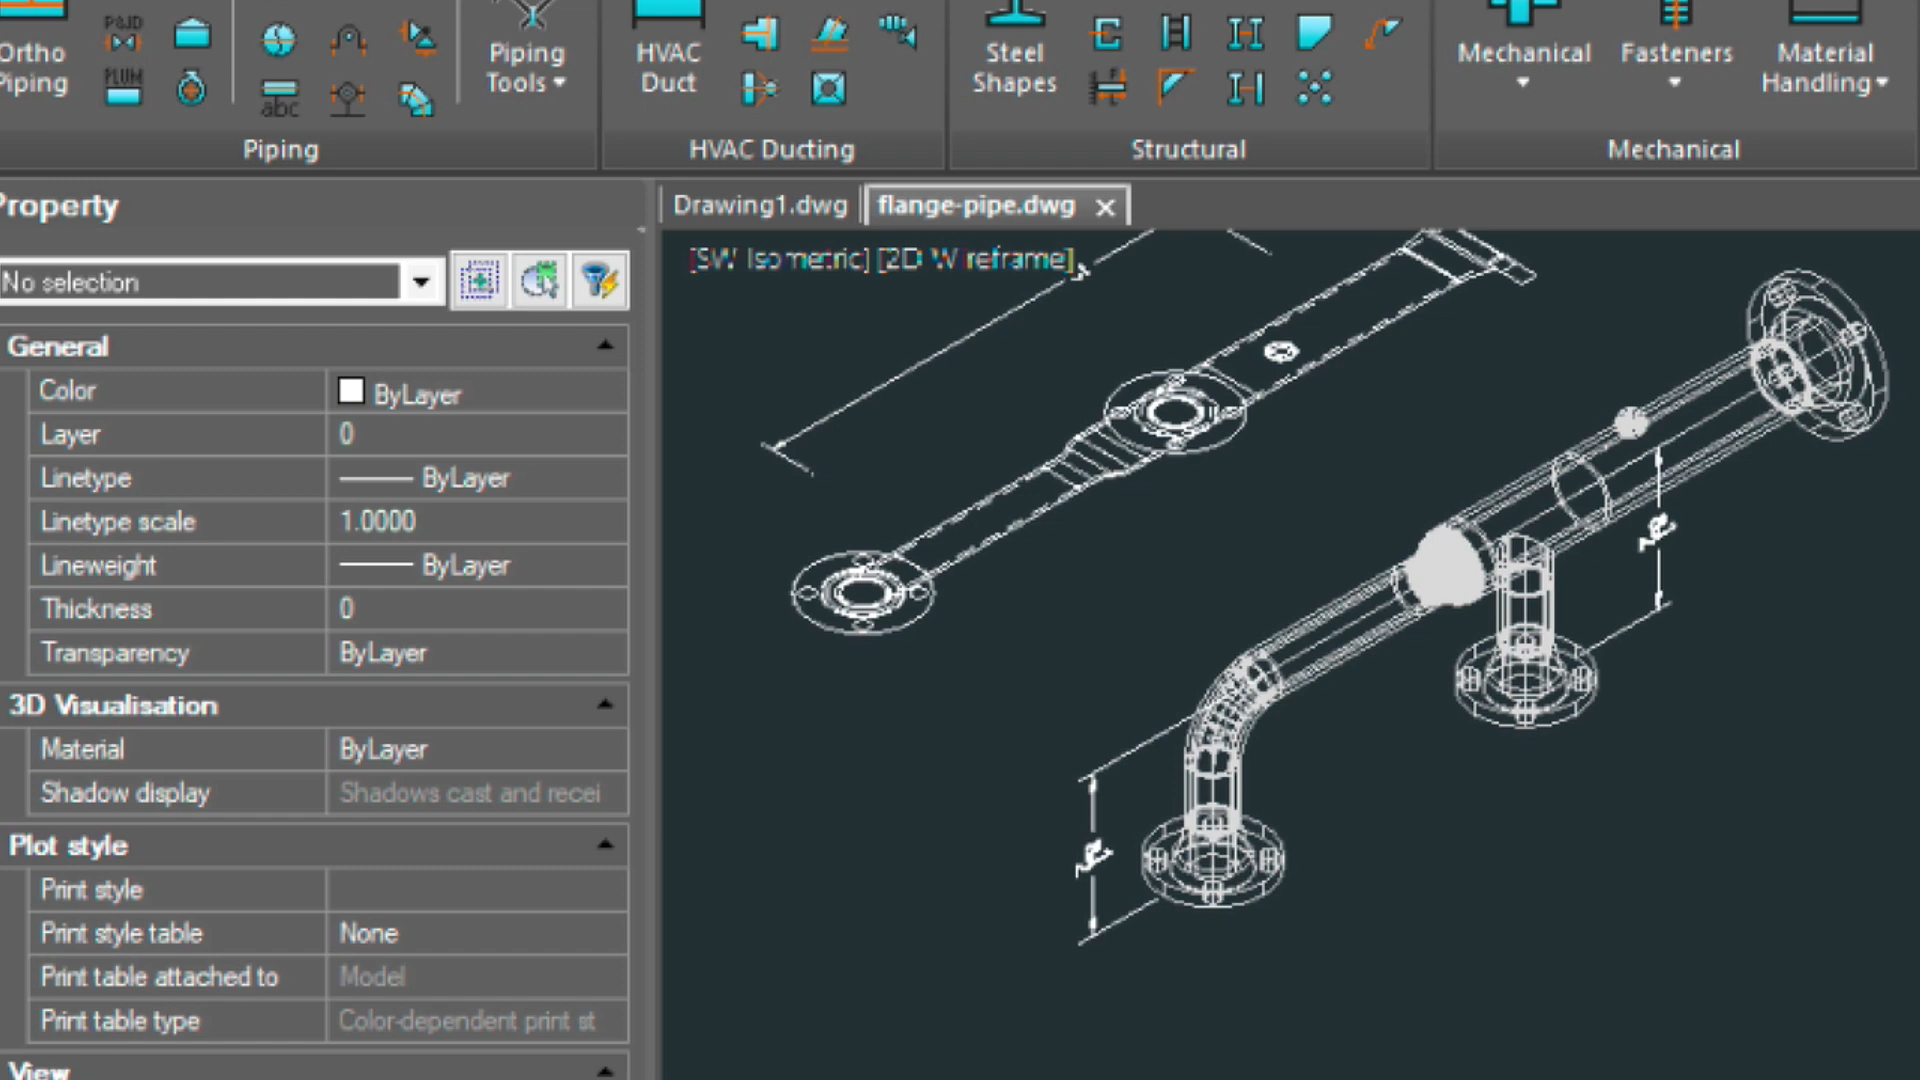 Ortho
Piping
P&ID
PLUM
abc
Piping
Tools
Piping
HVAC
Duct
HVAC Ducting
Steel
Shapes
Structural
Mechanical
Fasteners
Material
Handling
Mechanical
Property
Drawing1.dwg
flange-pipe.dwg
[SW Isometric] [2D Wireframe]
No selection
General
Color ByLayer
Layer 0
Linetype ByLayer
Linetype scale 1.0000
Lineweight ByLayer
Thickness 0
Transparency ByLayer
3D Visualisation
Material ByLayer
Shadow display Shadows cast and recei
Plot style
Print style
Print style table None
Print table attached to Model
Print table type Color-dependent print st
View